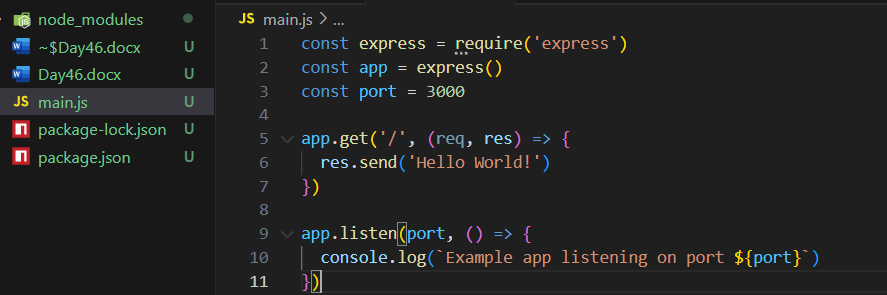 node_modules
~$Day46.docx U
Day46.docx U
JS main.js U
package-lock.json U
package.json U
JS main.js > ...
1 const express = require('express')
2 const app = express()
3 const port = 3000
4
5 app.get('/', (req, res) => {
6   res.send('Hello World!')
7 })
8
9 app.listen(port, () => {
10   console.log(`Example app listening on port ${port}`)
11 })